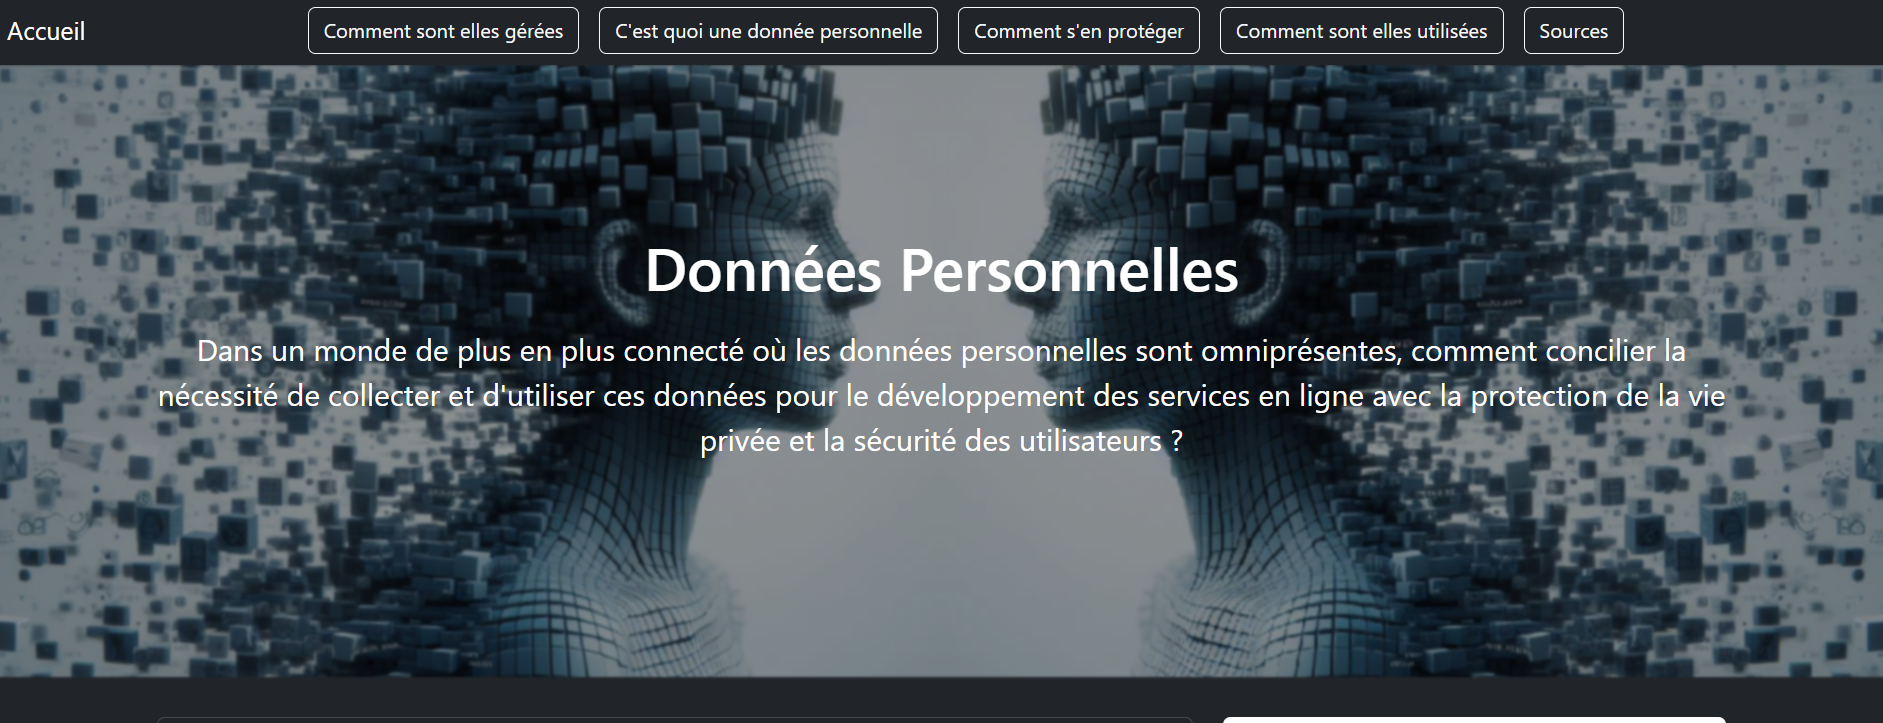 Accueil
Comment sont elles gérées
C'est quoi une donnée personnelle
Comment s'en protéger
Comment sont elles utilisées
Sources
Données Personnelles
Dans un monde de plus en plus connecté où les données personnelles sont omniprésentes, comment concilier la
nécessité de collecter et d'utiliser ces données pour le développement des services en ligne avec la protection de la vie
privée et la sécurité des utilisateurs ?